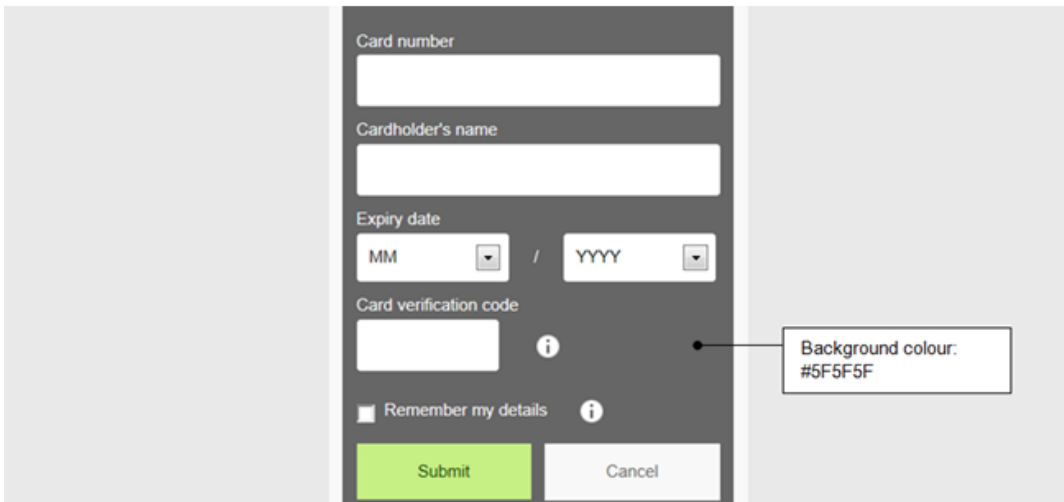 Card number
Cardholder's name
Expiry date
MM / YYYY
Card verification code
Background colour:
#5F5F5F
Remember my details
Submit Cancel